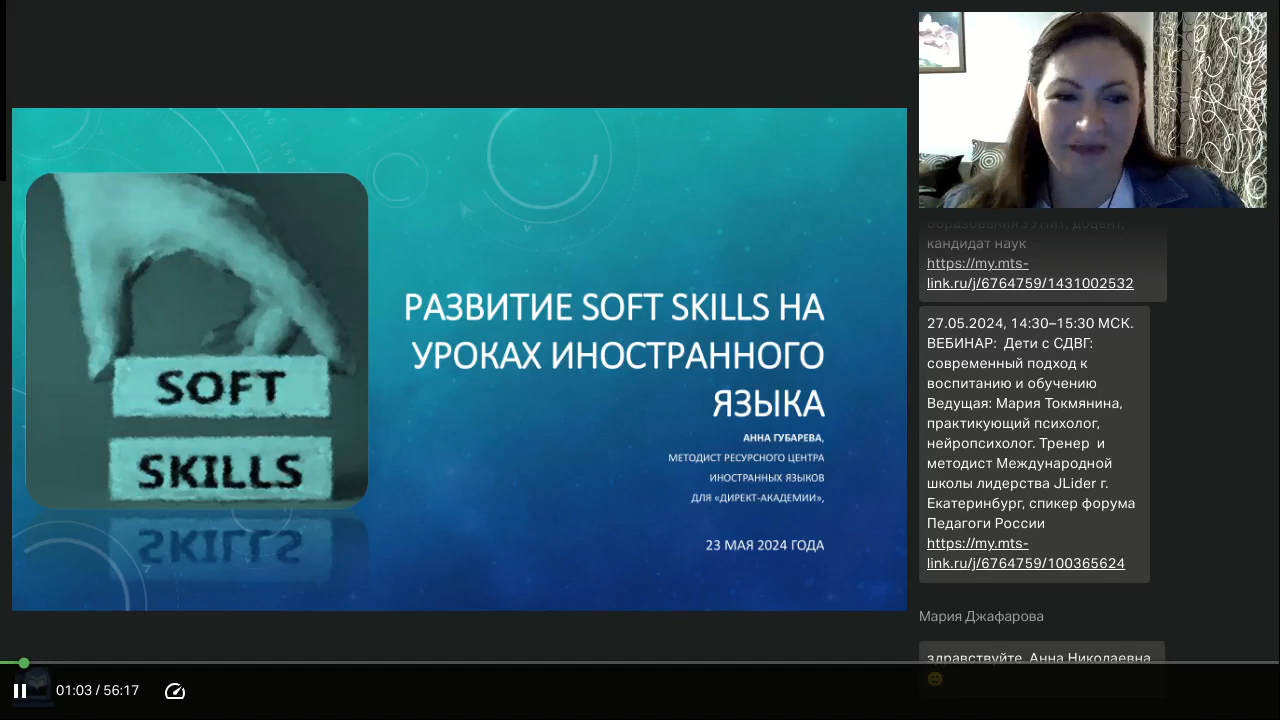 SOFT
SKILLS
РАЗВИТИЕ SOFT SKILLS НА
УРОКАХ ИНОСТРАННОГО
ЯЗЫКА
АННА ГУБАРЕВА,
МЕТОДИСТ РЕСУРСНОГО ЦЕНТРА
ИНОСТРАННЫХ ЯЗЫКОВ
ДЛЯ «ДИРЕКТ-АКАДЕМИИ»,
23 МАЯ 2024 ГОДА
образования УУНиТ, доцент,
кандидат наук
https://my.mts-
link.ru/j/6764759/1431002532
27.05.2024, 14:30–15:30 МСК.
ВЕБИНАР: Дети с СДВГ:
современный подход к
воспитанию и обучению
Ведущая: Мария Токмянина,
практикующий психолог,
нейропсихолог. Тренер и
методист Международной
школы лидерства JLider г.
Екатеринбург, спикер форума
Педагоги России
https://my.mts-
link.ru/j/6764759/100365624
Мария Джафарова
здравствуйте, Анна Николаевна
01:03 / 56:17